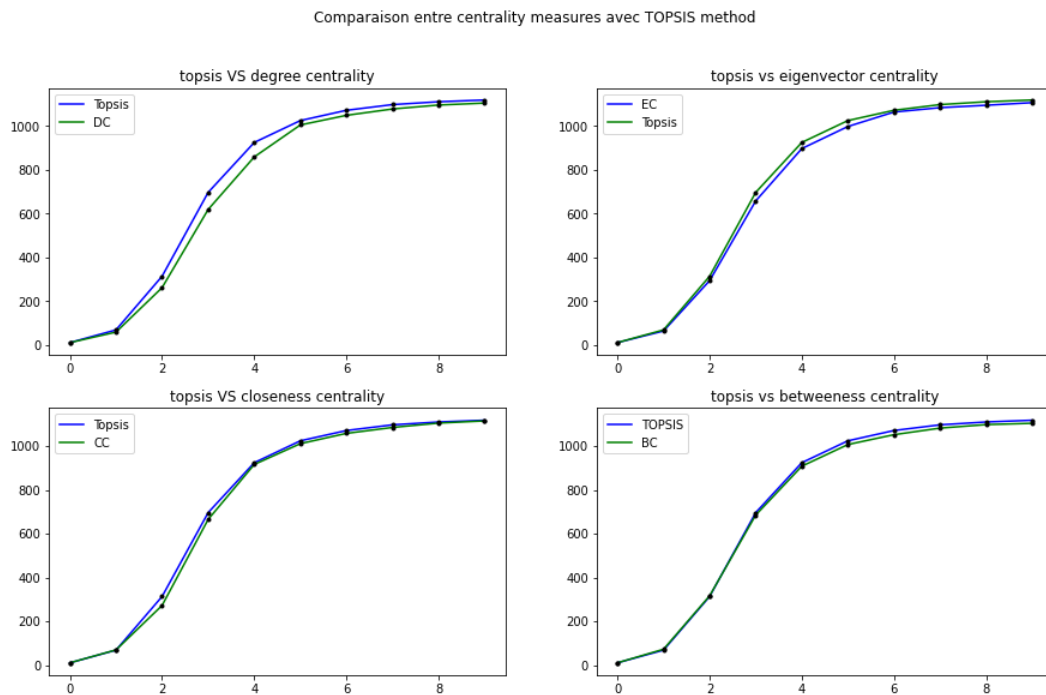 Comparaison entre centrality measures avec TOPSIS method
topsis VS degree centrality
Topsis
DC
1000
800
600
400
200
0
0 2 4 6 8
topsis vs eigenvector centrality
EC
Topsis
1000
800
600
400
200
0
0 2 4 6 8
topsis VS closeness centrality
Topsis
CC
1000
800
600
400
200
0
0 2 4 6 8
topsis vs betweeness centrality
TOPSIS
BC
1000
800
600
400
200
0
0 2 4 6 8